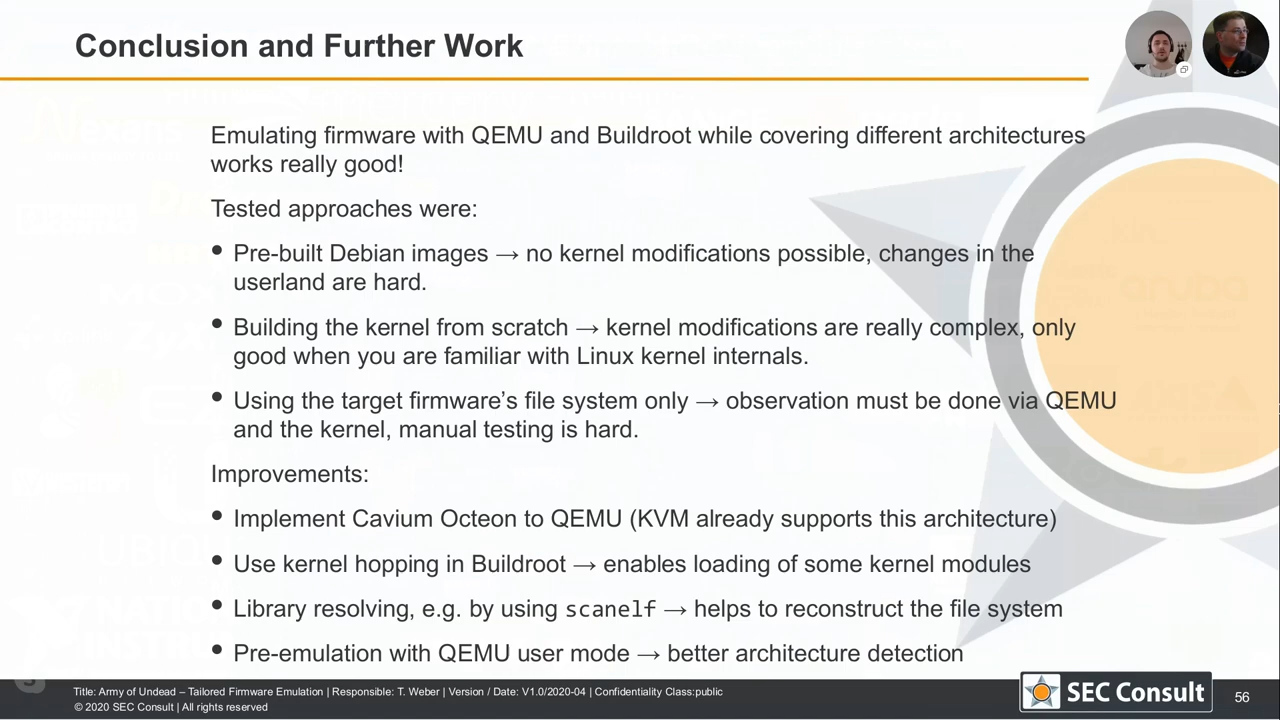 Conclusion and Further Work
Emulating firmware with QEMU and Buildroot while covering different architectures
works really good!
Tested approaches were:
• Pre-built Debian images → no kernel modifications possible, changes in the
userland are hard.
• Building the kernel from scratch → kernel modifications are really complex, only
good when you are familiar with Linux kernel internals.
• Using the target firmware’s file system only → observation must be done via QEMU
and the kernel, manual testing is hard.
Improvements:
• Implement Cavium Octeon to QEMU (KVM already supports this architecture)
• Use kernel hopping in Buildroot → enables loading of some kernel modules
• Library resolving, e.g. by using scanelf → helps to reconstruct the file system
• Pre-emulation with QEMU user mode → better architecture detection
Title: Army of Undead – Tailored Firmware Emulation | Responsible: T. Weber | Version / Date: V1.0/2020-04 | Confidentiality Class:public
© 2020 SEC Consult | All rights reserved
SEC Consult
56